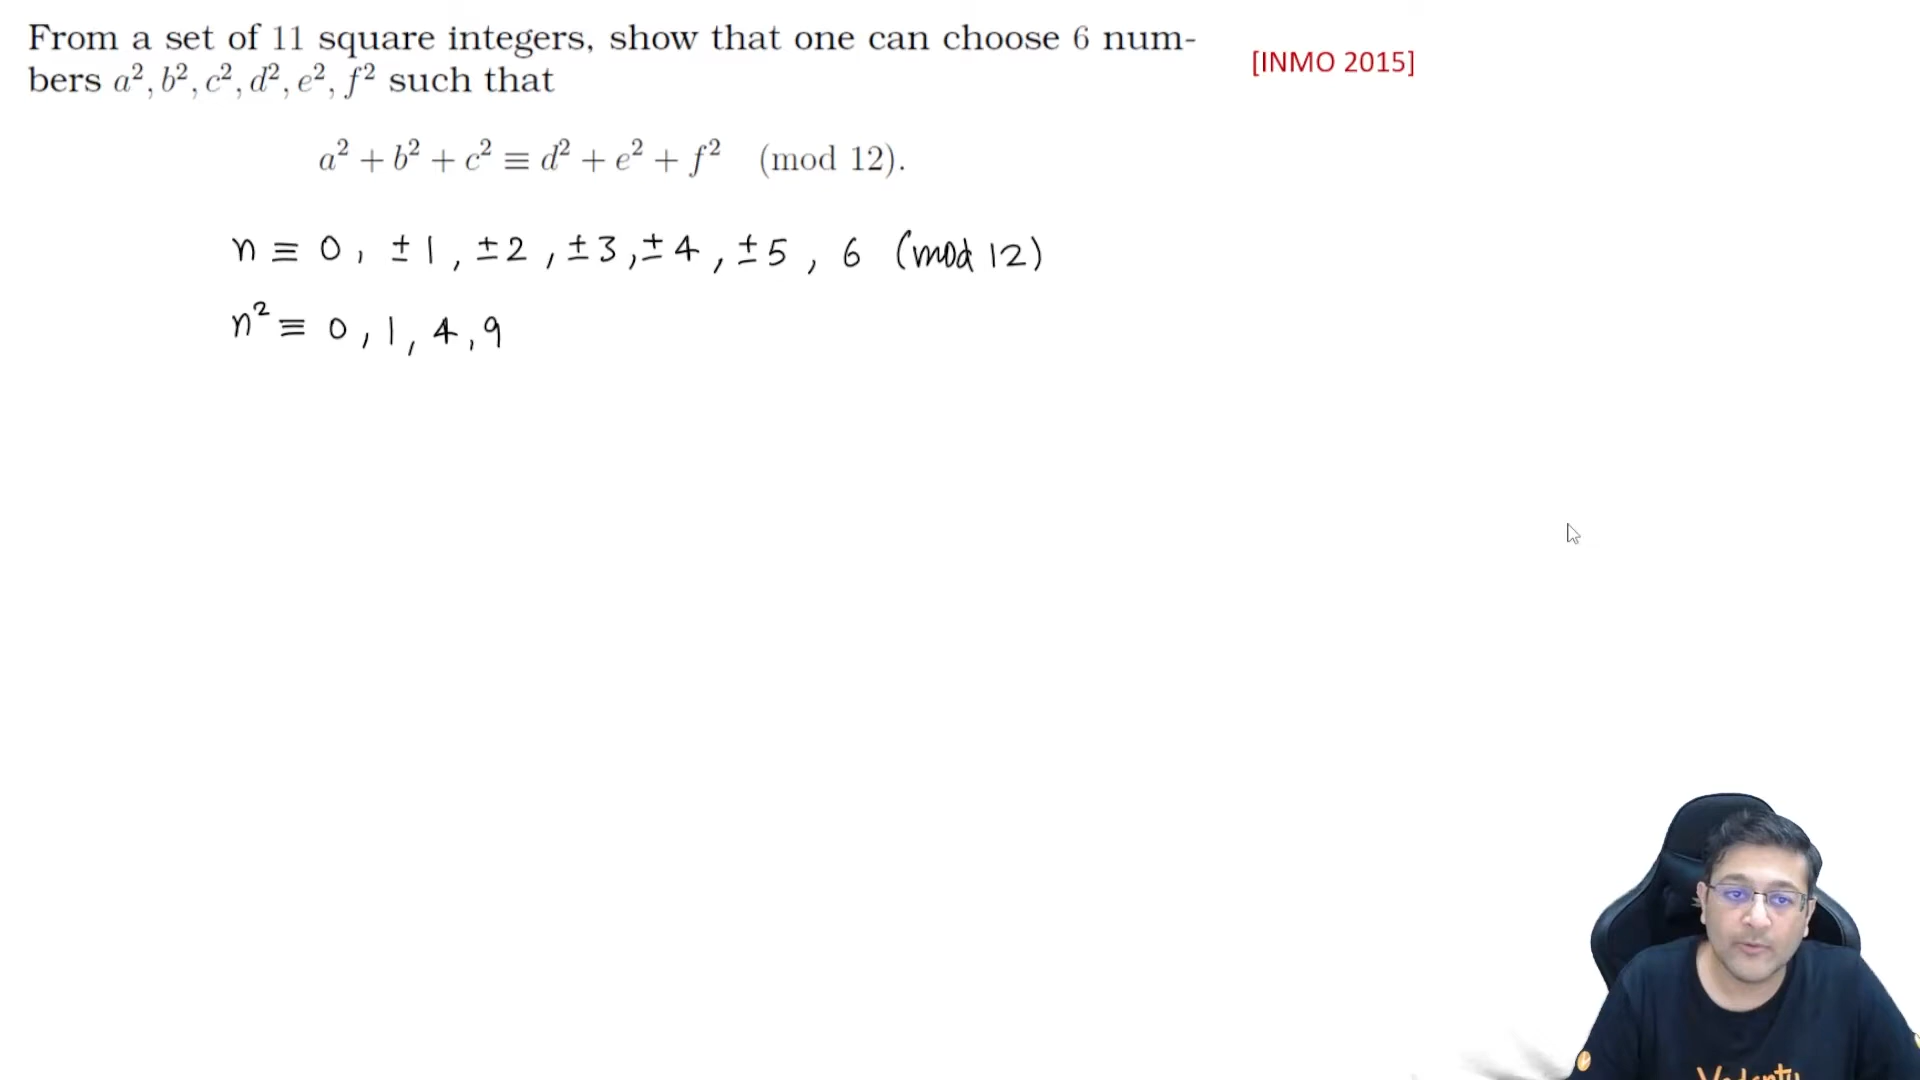 From a set of 11 square integers, show that one can choose 6 num-
bers a², b², c², d², e², f² such that
[INMO 2015]
a² + b² + c² ≡ d² + e² + f² (mod 12).
n ≡ 0, ±1, ±2, ±3, ±4, ±5, 6 (mod 12)
n² ≡ 0, 1, 4, 9